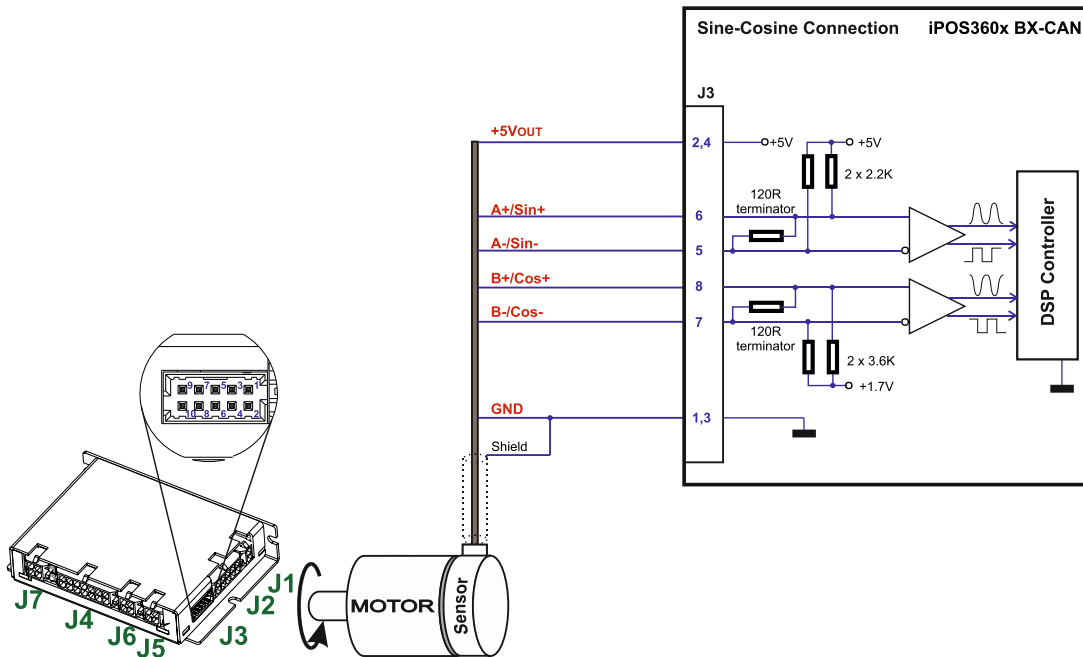 Sine-Cosine Connection iPOS360x BX-CAN
J3
+5VOUT
2,4
+5V
+5V
2 x 2.2K
120R
terminator
A+/Sin+
6
A-/Sin-
5
B+/Cos+
8
B-/Cos-
7
120R
terminator
2 x 3.6K
+1.7V
DSP Controller
GND
1,3
Shield
9 7 5 3 1
10 8 6 4 2
J1
J2
J3
J7
J4
J6
J5
MOTOR
Sensor